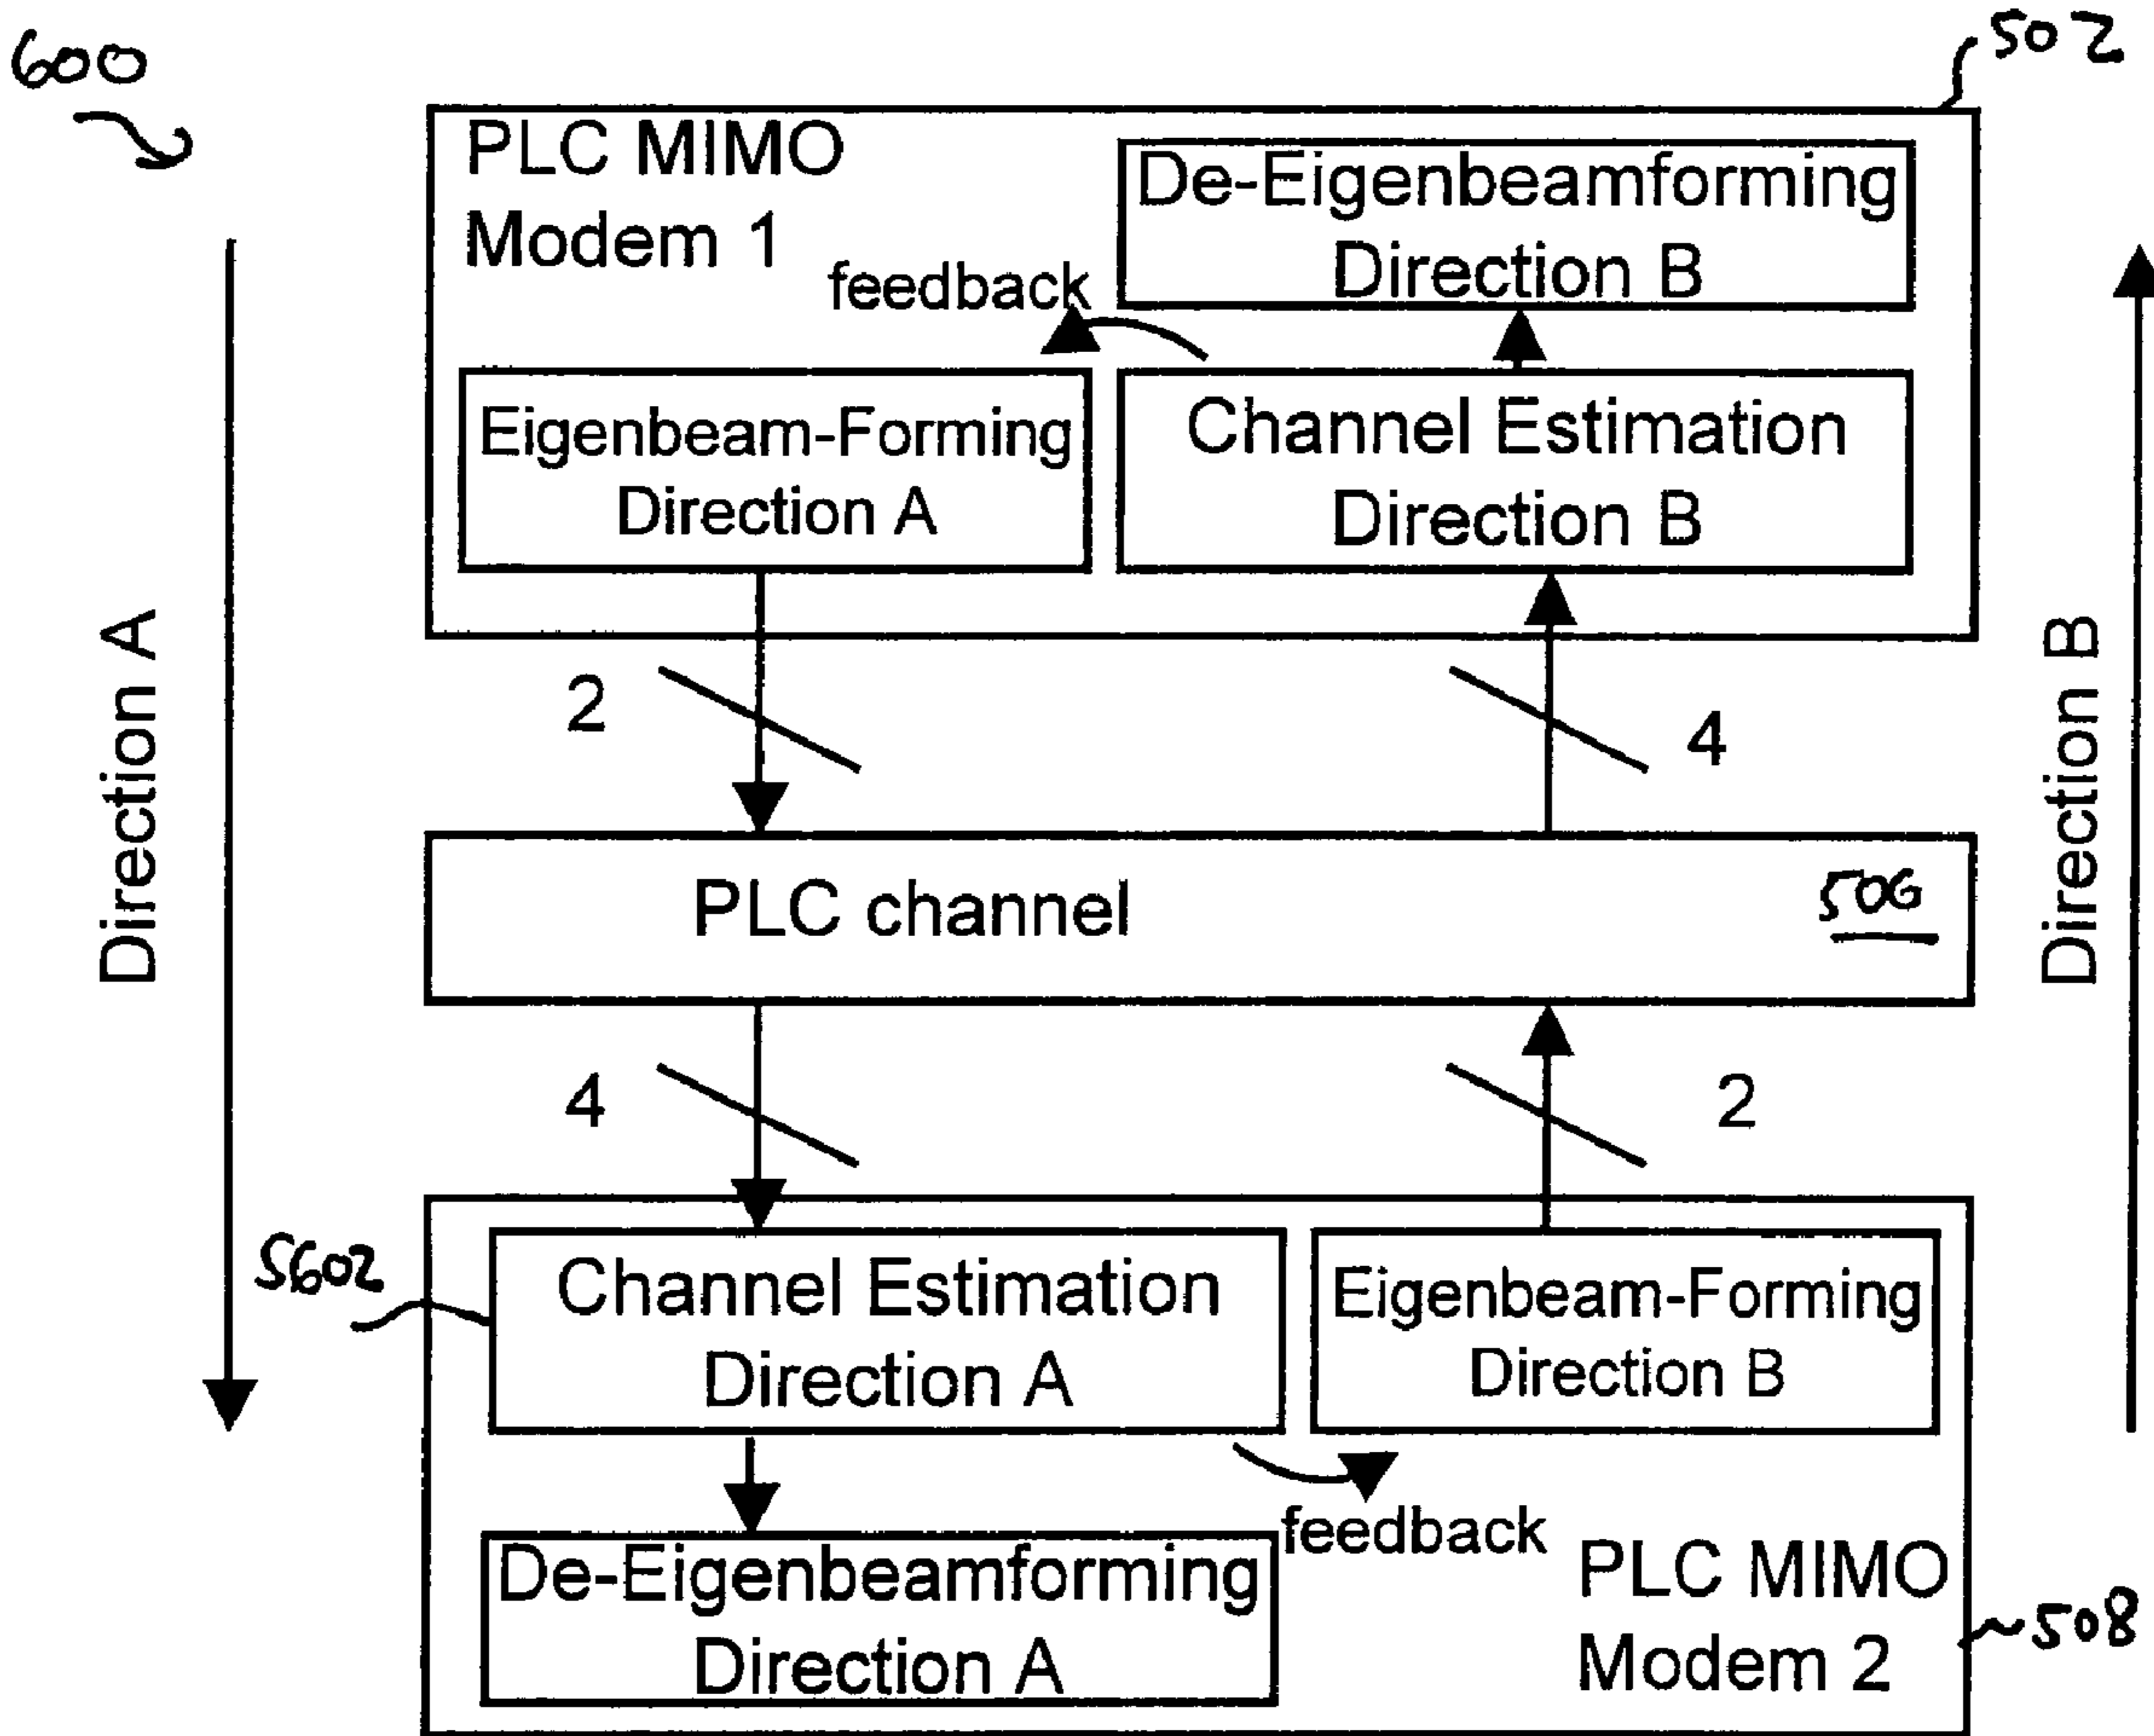 600
502
PLC MIMO
Modem 1
De-Eigenbeamforming
Direction B
feedback
Eigenbeam-Forming
Direction A
Channel Estimation
Direction B
Direction A
Direction B
2
4
PLC channel
506
4
2
S602
Channel Estimation
Direction A
Eigenbeam-Forming
Direction B
feedback
De-Eigenbeamforming
Direction A
PLC MIMO
Modem 2
508